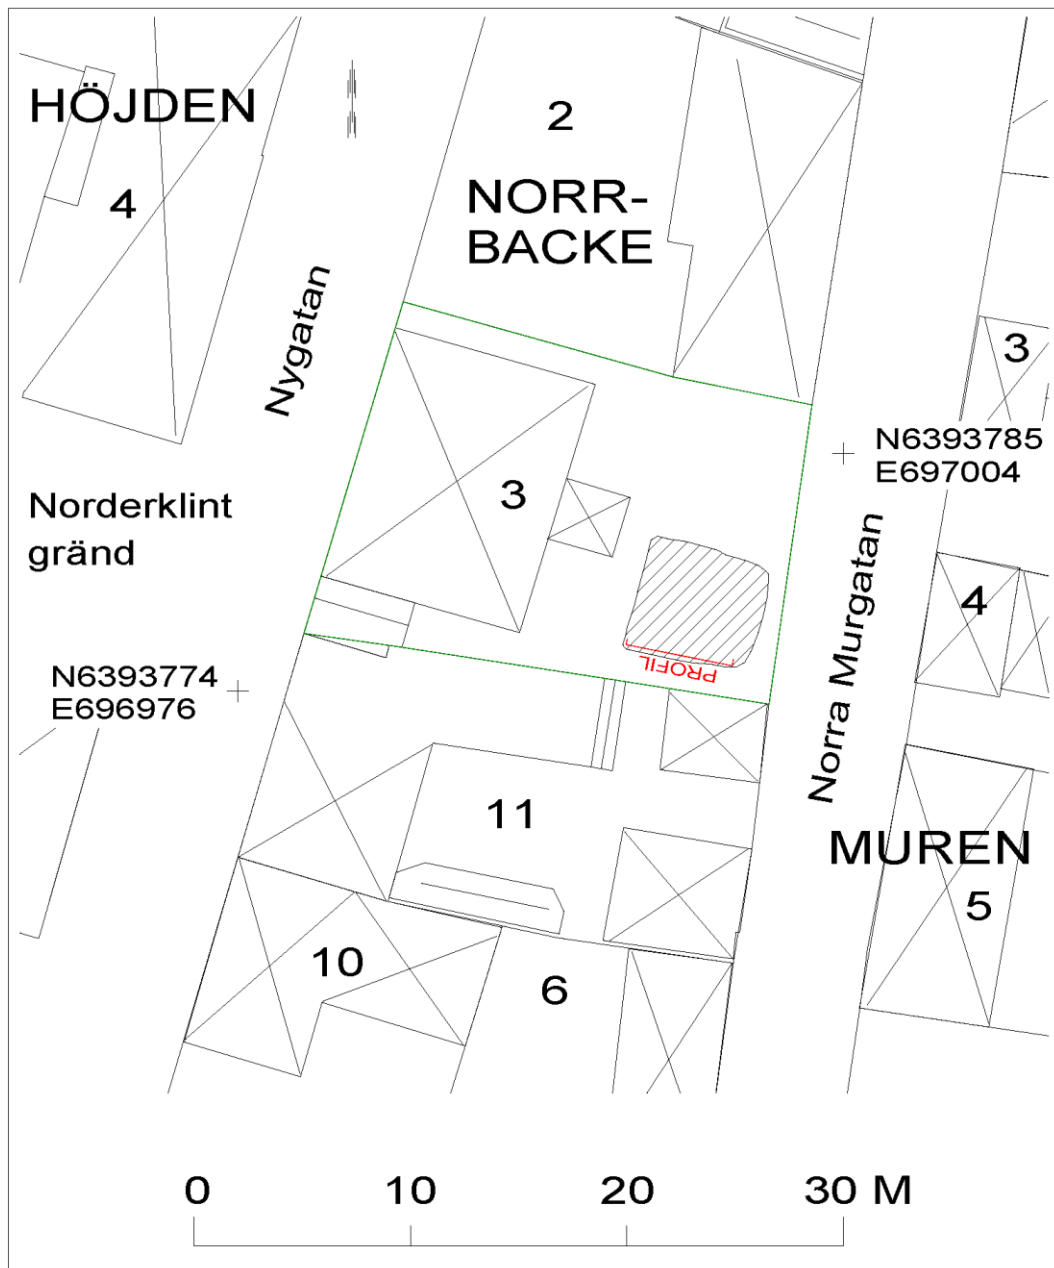 HÖJDEN
4
2
NORR-
BACKE
Nygatan
3
3
N6393785
E697004
Norderklint
gränd
4
Norra Murgatan
PROFIL
N6393774
E696976
11
MUREN
5
10
6
0 10 20 30 M